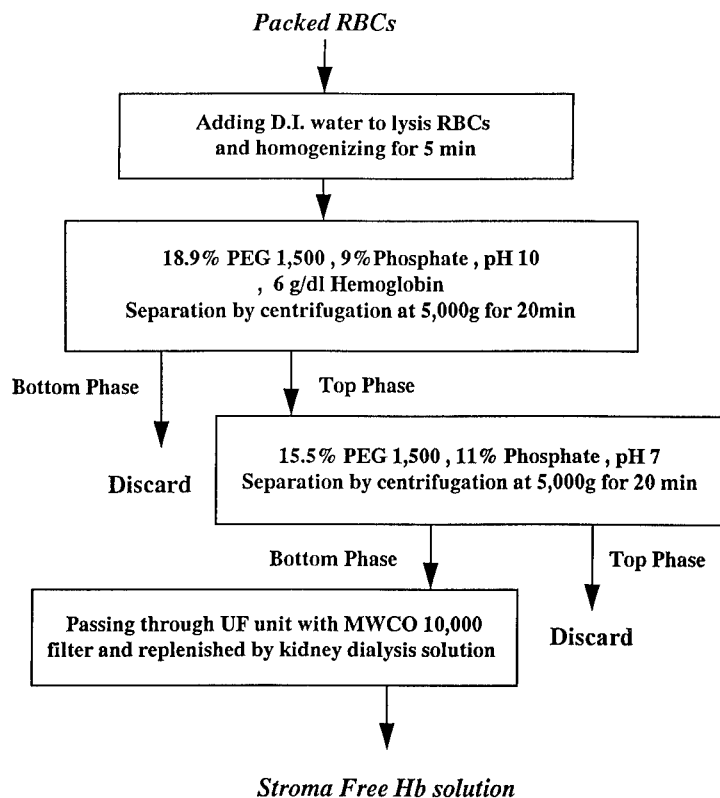 Packed RBCs
Adding D.I. water to lysis RBCs
and homogenizing for 5 min
18.9% PEG 1,500 , 9% Phosphate , pH 10
, 6 g/dl Hemoglobin
Separation by centrifugation at 5,000g for 20min
Bottom Phase
Top Phase
Discard
15.5% PEG 1,500 , 11% Phosphate , pH 7
Separation by centrifugation at 5,000g for 20 min
Bottom Phase
Top Phase
Passing through UF unit with MWCO 10,000
filter and replenished by kidney dialysis solution
Discard
Stroma Free Hb solution